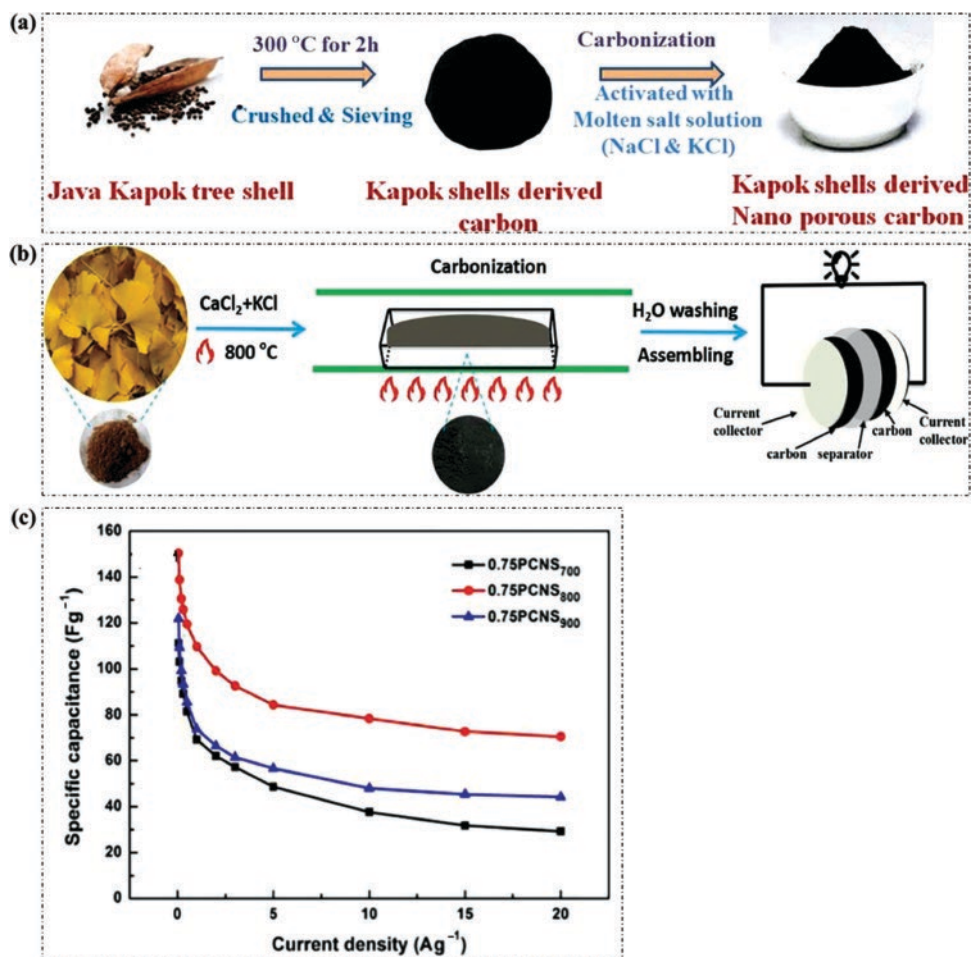 (a)
300 °C for 2h
Crushed & Sieving
Carbonization
Activated with
Molten salt solution
(NaCl & KCl)
Java Kapok tree shell
Kapok shells derived
carbon
Kapok shells derived
Nano porous carbon
(b)
CaCl₂+KCl
800 °C
Carbonization
H₂O washing
Assembling
Current
collector
carbon
separator
carbon
Current
collector
(c)
160
140
120
100
80
60
40
20
0
Specific capacitance (Fg⁻¹)
0.75PCNS₇₀₀
0.75PCNS₈₀₀
0.75PCNS₉₀₀
0 5 10 15 20
Current density (Ag⁻¹)